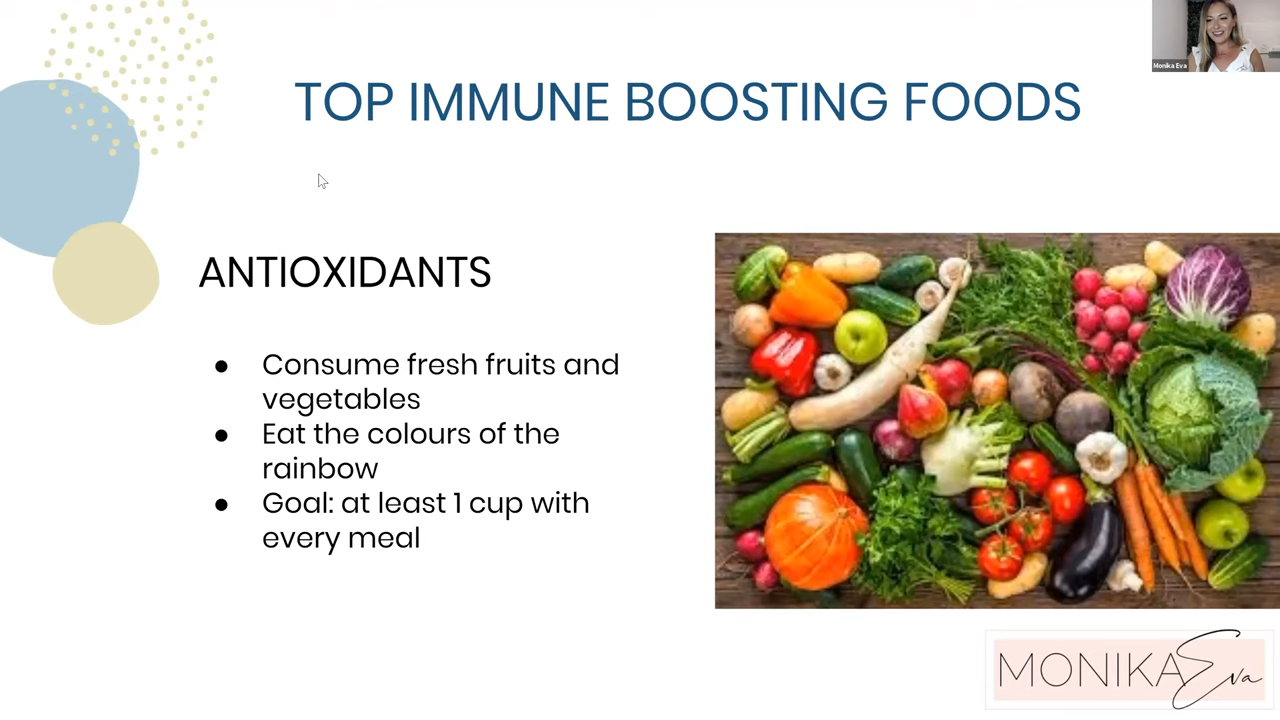 Monika Eva
TOP IMMUNE BOOSTING FOODS
ANTIOXIDANTS
● Consume fresh fruits and
vegetables
● Eat the colours of the
rainbow
● Goal: at least 1 cup with
every meal
MONIKA Eva